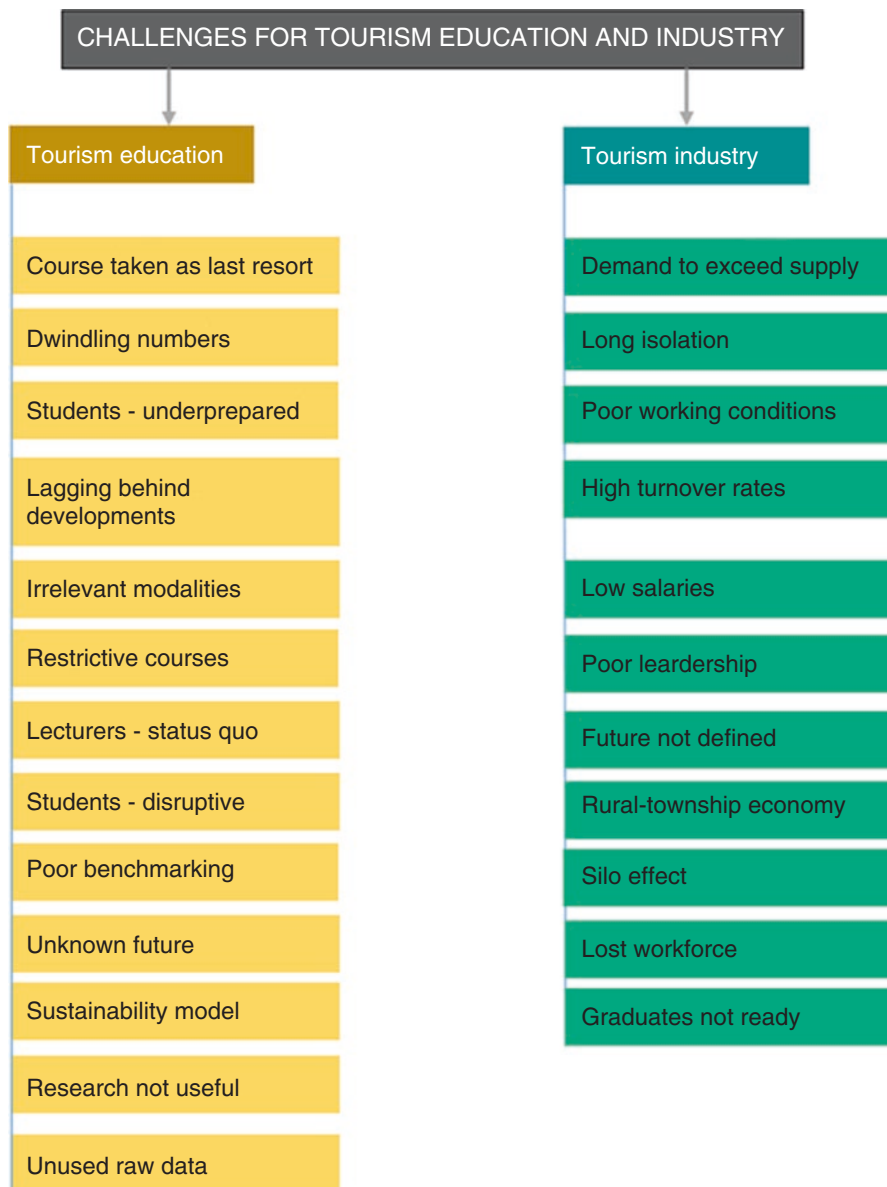 CHALLENGES FOR TOURISM EDUCATION AND INDUSTRY
Tourism education
Course taken as last resort
Dwindling numbers
Students - underprepared
Lagging behind
developments
Irrelevant modalities
Restrictive courses
Lecturers - status quo
Students - disruptive
Poor benchmarking
Unknown future
Sustainability model
Research not useful
Unused raw data
Tourism industry
Demand to exceed supply
Long isolation
Poor working conditions
High turnover rates
Low salaries
Poor leardership
Future not defined
Rural-township economy
Silo effect
Lost workforce
Graduates not ready